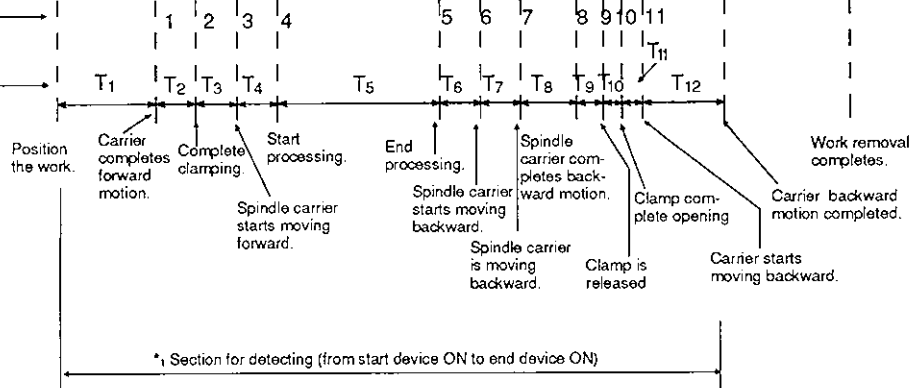 1 2 3 4 5 6 7 8 9 10 11
T11
T1 T2 T3 T4 T5 T6 T7 T8 T9 T10 T12
Position
the work.
Carrier
completes
forward
motion.
Complete
clamping.
Spindle carrier
starts moving
forward.
Start
processing.
End
processing.
Spindle carrier
starts moving
backward.
Spindle carrier
is moving
backward.
Spindle
carrier com-
pletes back-
ward motion.
Clamp is
released
Clamp com-
plete opening
Carrier starts
moving backward.
Carrier backward
motion completed.
Work removal
completes.
*1 Section for detecting (from start device ON to end device ON)